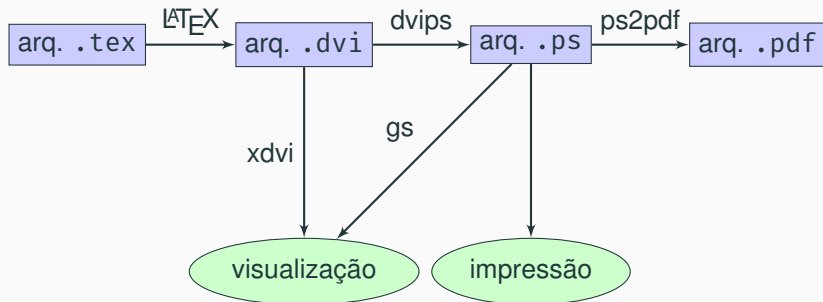 LATEX dvips ps2pdf
arq. .tex arq. .dvi arq. .ps arq. .pdf
xdvi gs
visualização impressão